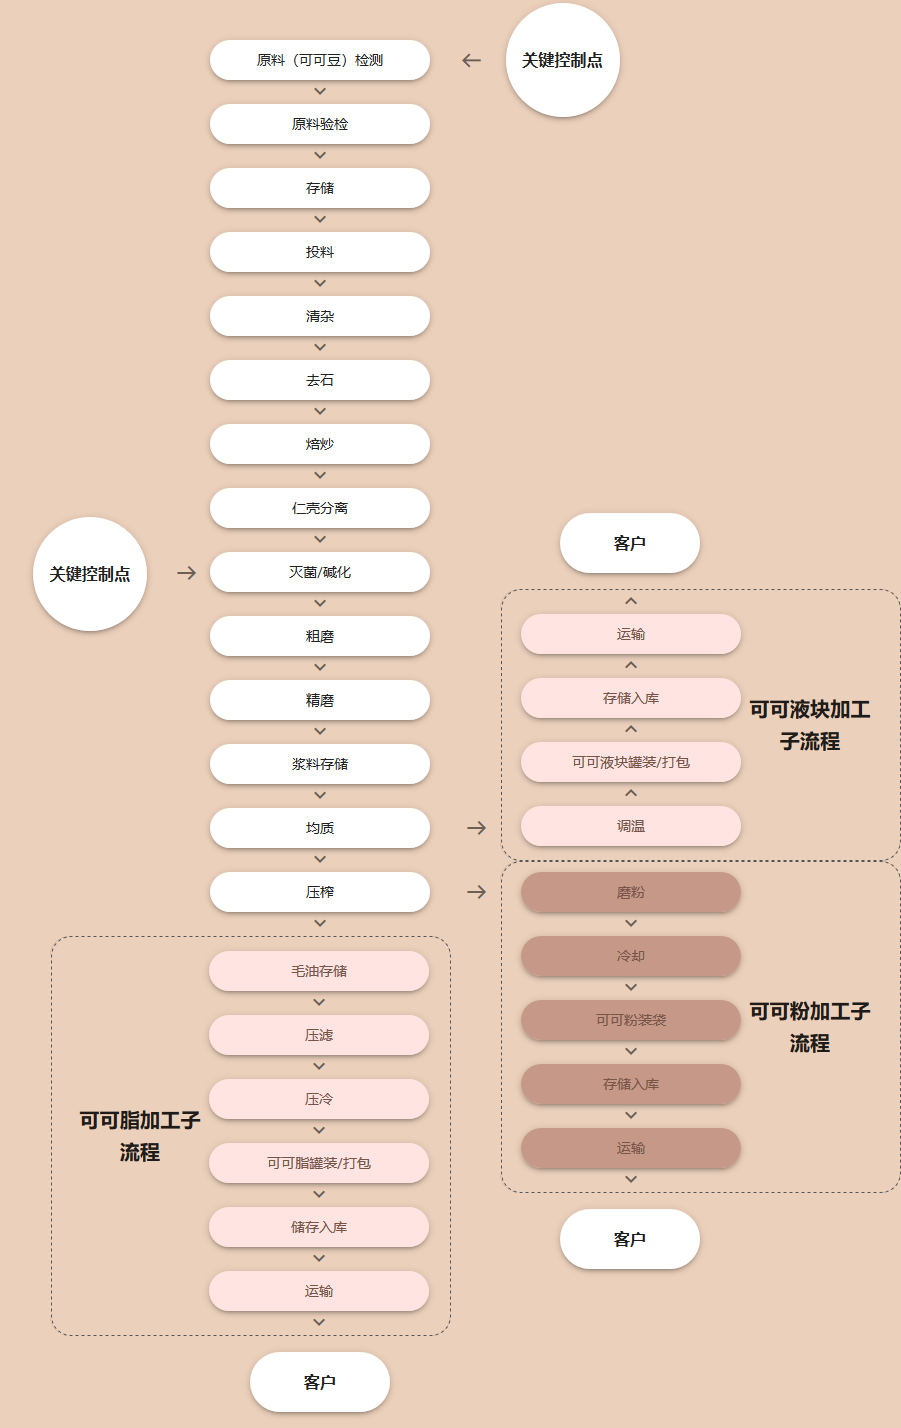 原料（可可豆）检测
关键控制点
原料验检
存储
投料
清杂
去石
焙炒
仁壳分离
关键控制点
灭菌/碱化
粗磨
精磨
浆料存储
均质
压榨
客户
运输
存储入库
可可液块罐装/打包
调温
可可液块加工
子流程
磨粉
冷却
可可粉装袋
存储入库
运输
可可粉加工子
流程
客户
毛油存储
压滤
压冷
可可脂罐装/打包
储存入库
运输
可可脂加工子
流程
客户